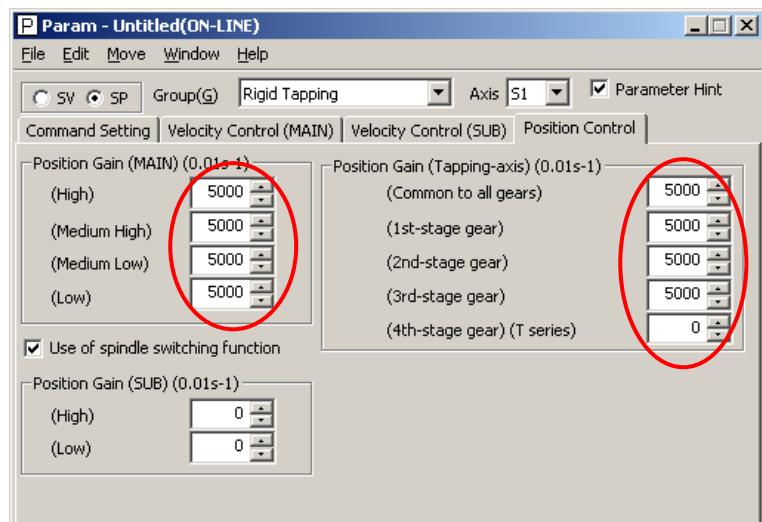 Param - Untitled(ON-LINE)
File Edit Move Window Help
SV SP Group(G) Rigid Tapping Axis S1 Parameter Hint
Command Setting Velocity Control (MAIN) Velocity Control (SUB) Position Control
Position Gain (MAIN) (0.01s-1)
(High) 5000
(Medium High) 5000
(Medium Low) 5000
(Low) 5000
Use of spindle switching function
Position Gain (SUB) (0.01s-1)
(High) 0
(Low) 0
Position Gain (Tapping-axis) (0.01s-1)
(Common to all gears) 5000
(1st-stage gear) 5000
(2nd-stage gear) 5000
(3rd-stage gear) 5000
(4th-stage gear) (T series) 0